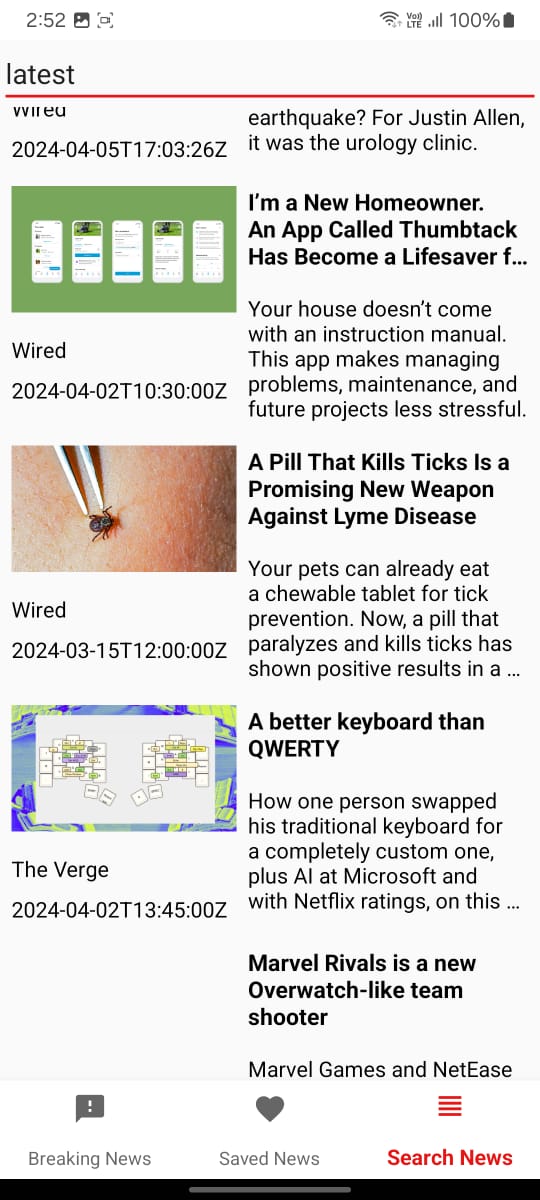 2:52
Vo))
LTE
100%
latest
Wired
2024-04-05T17:03:26Z
earthquake? For Justin Allen,
it was the urology clinic.
I’m a New Homeowner.
An App Called Thumbtack
Has Become a Lifesaver f…
Your house doesn’t come
with an instruction manual.
This app makes managing
problems, maintenance, and
future projects less stressful.
Wired
2024-04-02T10:30:00Z
A Pill That Kills Ticks Is a
Promising New Weapon
Against Lyme Disease
Your pets can already eat
a chewable tablet for tick
prevention. Now, a pill that
paralyzes and kills ticks has
shown positive results in a …
Wired
2024-03-15T12:00:00Z
A better keyboard than
QWERTY
How one person swapped
his traditional keyboard for
a completely custom one,
plus AI at Microsoft and
with Netflix ratings, on this …
The Verge
2024-04-02T13:45:00Z
Marvel Rivals is a new
Overwatch-like team
shooter
Marvel Games and NetEase
Breaking News
Saved News
Search News